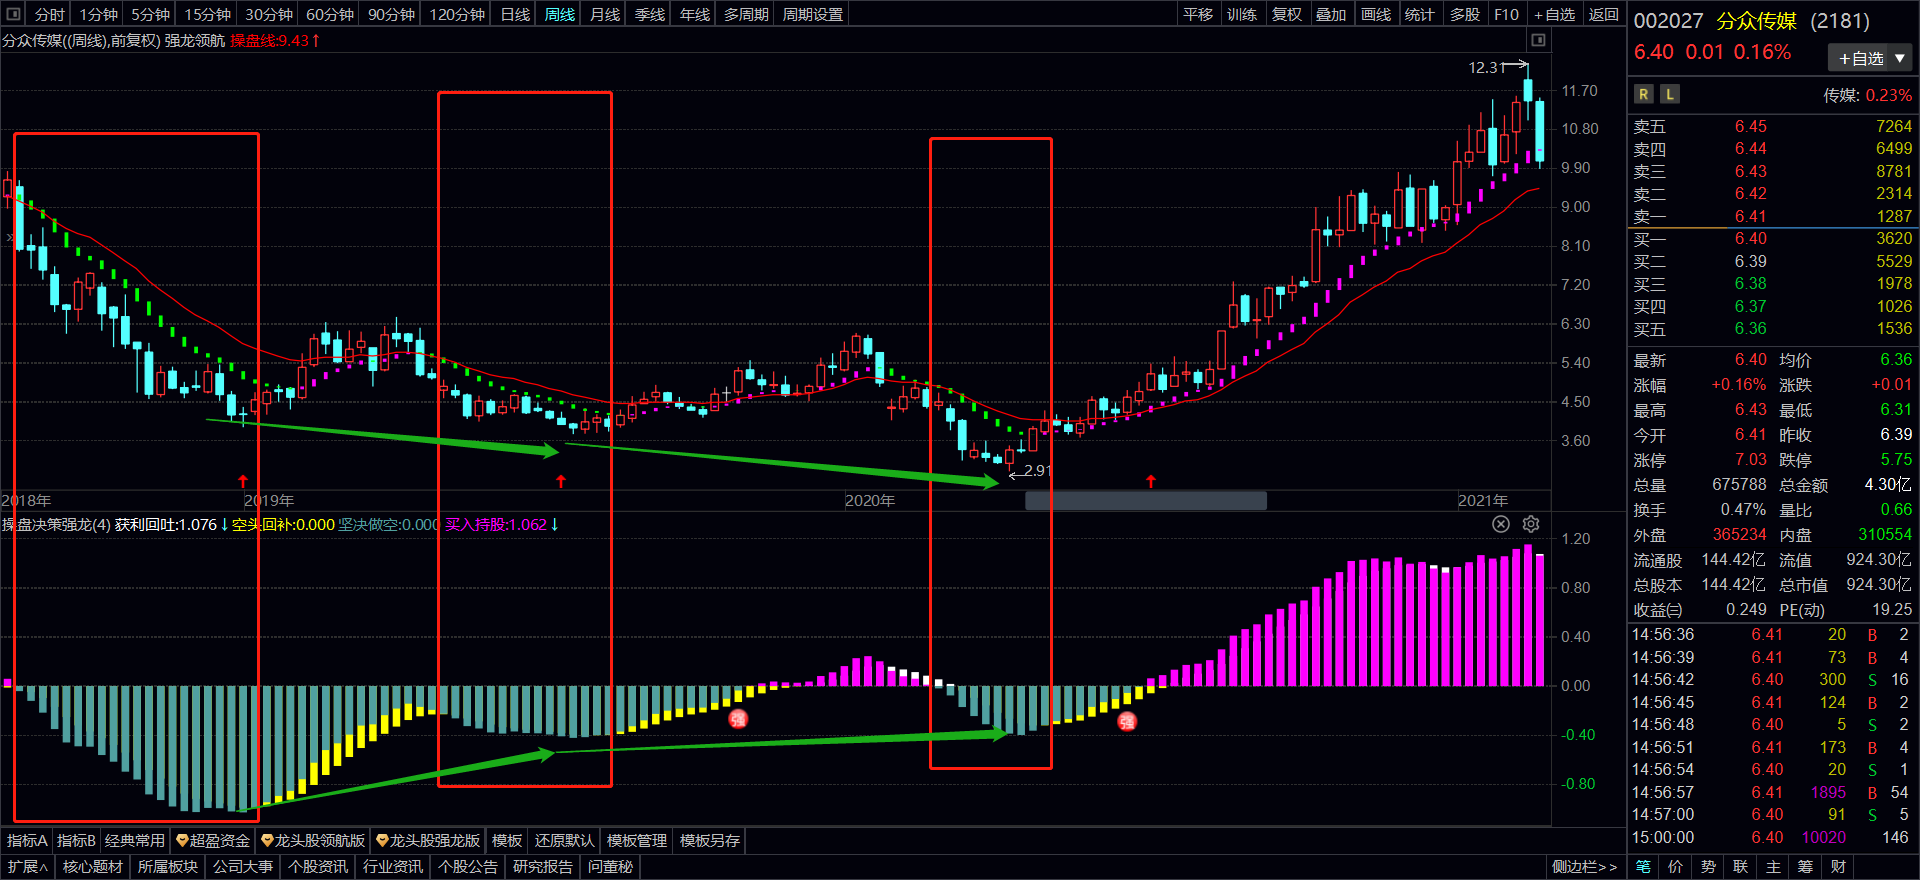 分时 1分钟 5分钟 15分钟 30分钟 60分钟 90分钟 120分钟 日线 周线 月线 季线 年线 多周期 周期设置 平移 训练 复权 叠加 画线 统计 多股 F10 +自选 返回
分众传媒((周线),前复权) 强龙领航 操盘线:9.43↑
12.31
11.70
10.80
9.90
9.00
8.10
7.20
6.30
5.40
4.50
3.60
2.91
2018年 2019年 2020年 2021年
操盘决策强龙(4) 获利回吐:1.076↓ 空头回补:0.000 坚决做空:0.000 买入持股:1.062↓
1.20
0.80
0.40
0.00
-0.40
-0.80
强 强
指标A 指标B 经典常用 超盈资金 龙头股领航版 龙头股强龙版 模板 还原默认 模板管理 模板另存
扩展∧ 核心题材 所属板块 公司大事 个股资讯 行业资讯 个股公告 研究报告 问董秘 侧边栏>>
002027 分众传媒 (2181)
6.40 0.01 0.16% +自选 ▼
R L 传媒: 0.23%
卖五 6.45 7264
卖四 6.44 6499
卖三 6.43 8781
卖二 6.42 2314
卖一 6.41 1287
买一 6.40 3620
买二 6.39 5529
买三 6.38 1978
买四 6.37 1026
买五 6.36 1536
最新 6.40 均价 6.36
涨幅 +0.16% 涨跌 +0.01
最高 6.43 最低 6.31
今开 6.41 昨收 6.39
涨停 7.03 跌停 5.75
总量 675788 总金额 4.30亿
换手 0.47% 量比 0.66
外盘 365234 内盘 310554
流通股 144.42亿 流值 924.30亿
总股本 144.42亿 总市值 924.30亿
收益㈢ 0.249 PE(动) 19.25
14:56:36 6.41 20 B 2
14:56:39 6.41 73 B 4
14:56:42 6.40 300 S 16
14:56:45 6.41 124 B 2
14:56:48 6.40 5 S 2
14:56:51 6.41 173 B 4
14:56:54 6.40 20 S 1
14:56:57 6.41 1895 B 54
14:57:00 6.40 91 S 5
15:00:00 6.40 10020 146
笔 价 势 联 主 筹 财